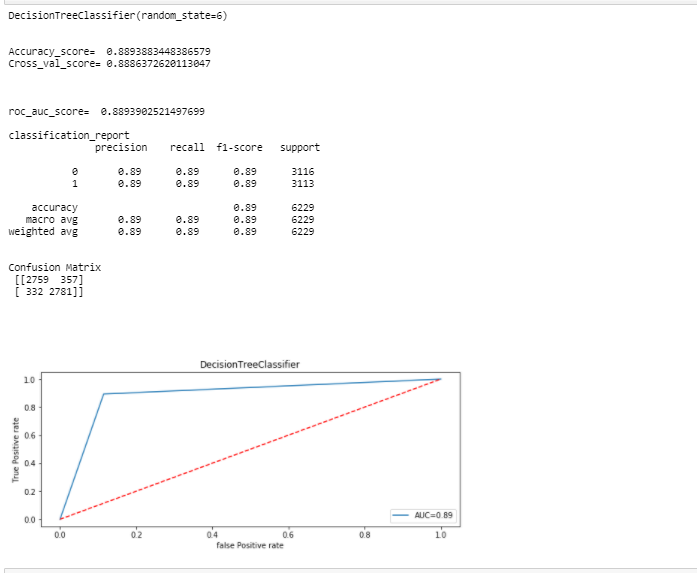 DecisionTreeClassifier(random_state=6)
Accuracy_score=  0.8893883448386579
Cross_val_score= 0.8886372620113047
roc_auc_score=  0.8893902521497699
classification_report
precision    recall  f1-score   support
0       0.89      0.89      0.89      3116
1       0.89      0.89      0.89      3113
accuracy                           0.89      6229
macro avg       0.89      0.89      0.89      6229
weighted avg       0.89      0.89      0.89      6229
Confusion Matrix
[[2759  357]
[ 332 2781]]
DecisionTreeClassifier
1.0
0.8
0.6
0.4
0.2
0.0
True Positive rate
AUC=0.89
0.0 0.2 0.4 0.6 0.8 1.0
false Positive rate